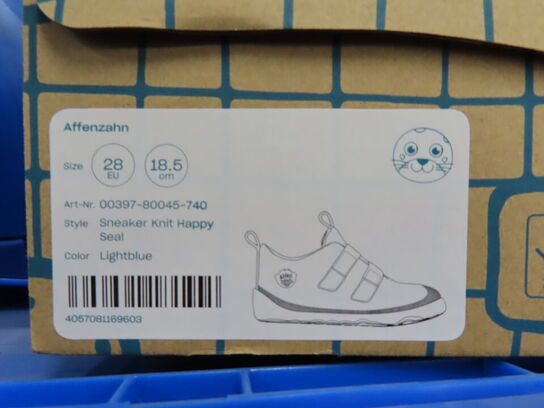 Affenzahn
Size 28 EU 18.5 cm
Art-Nr. 00397-80045-740
Style Sneaker Knit Happy
Seal
Color Lightblue
4057081169603